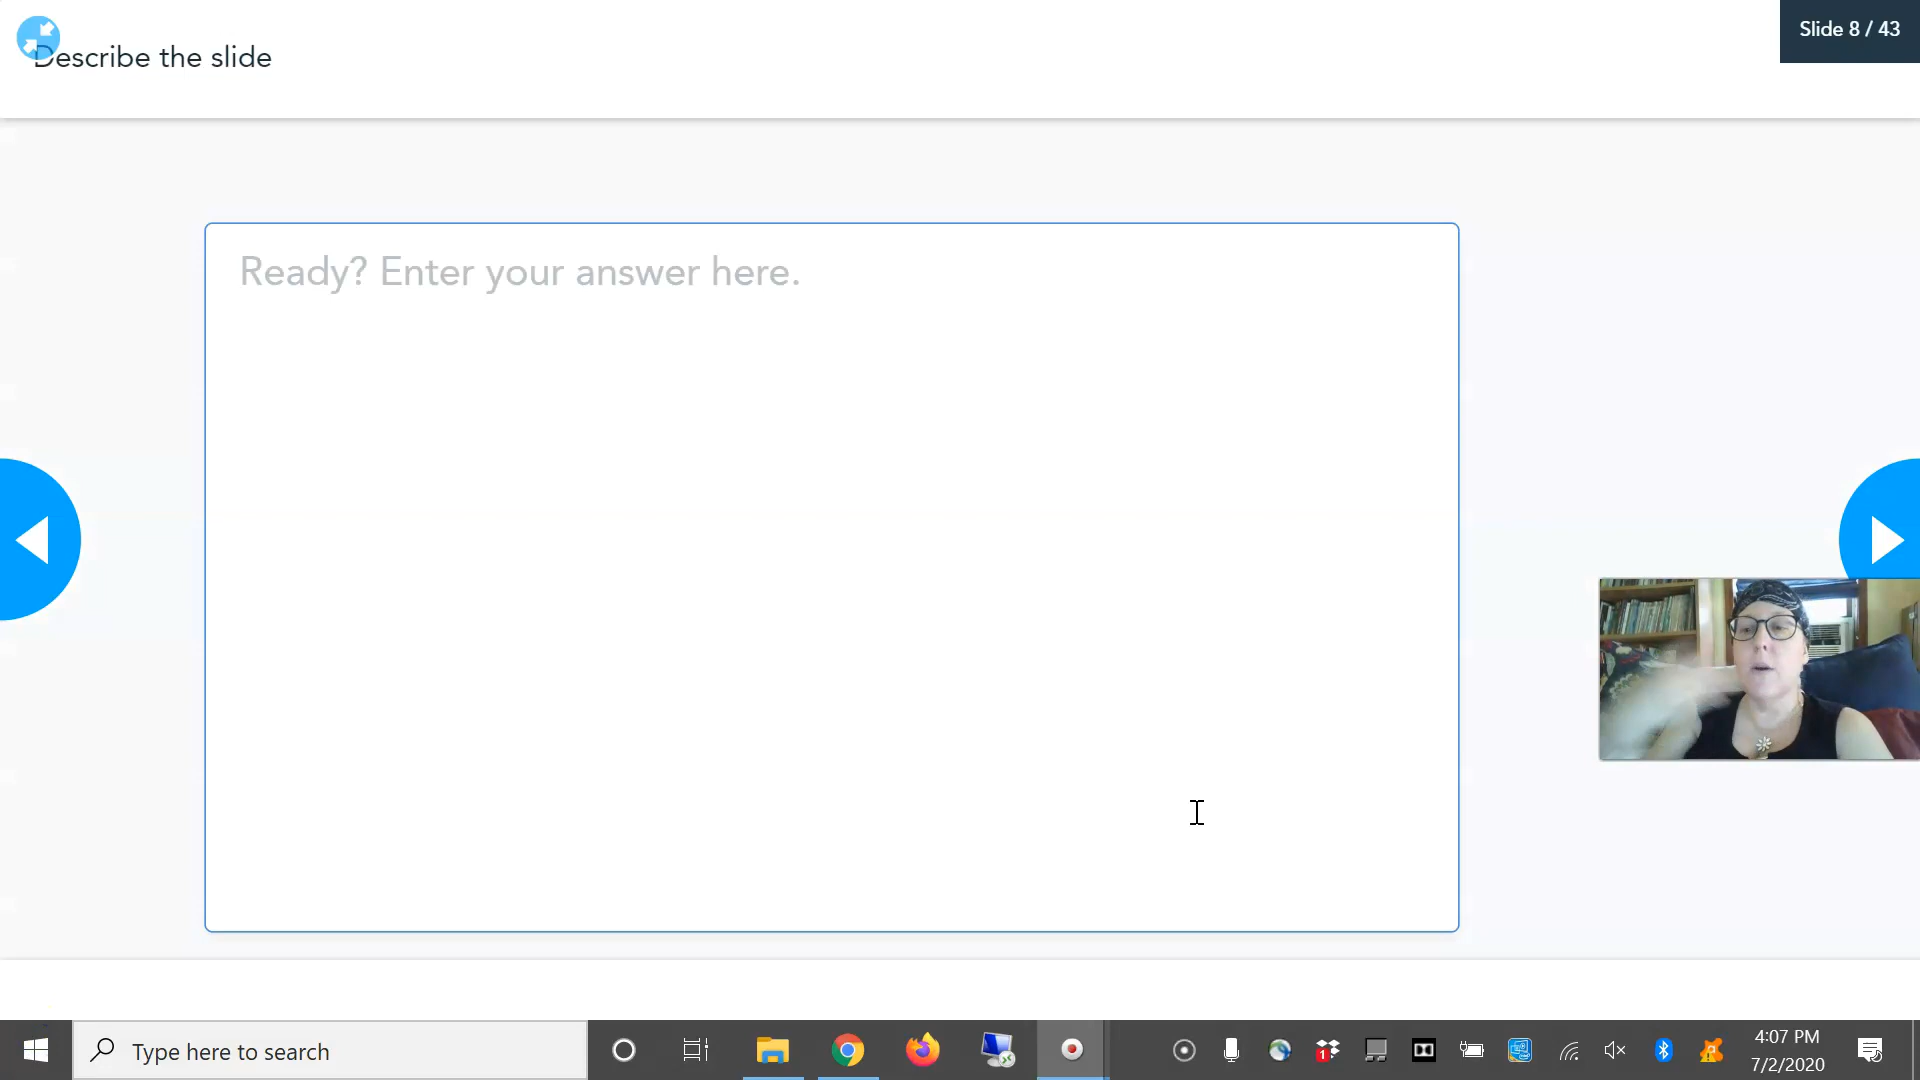 Describe the slide
Slide 8 / 43
Ready? Enter your answer here.
Type here to search
1
4:07 PM
7/2/2020